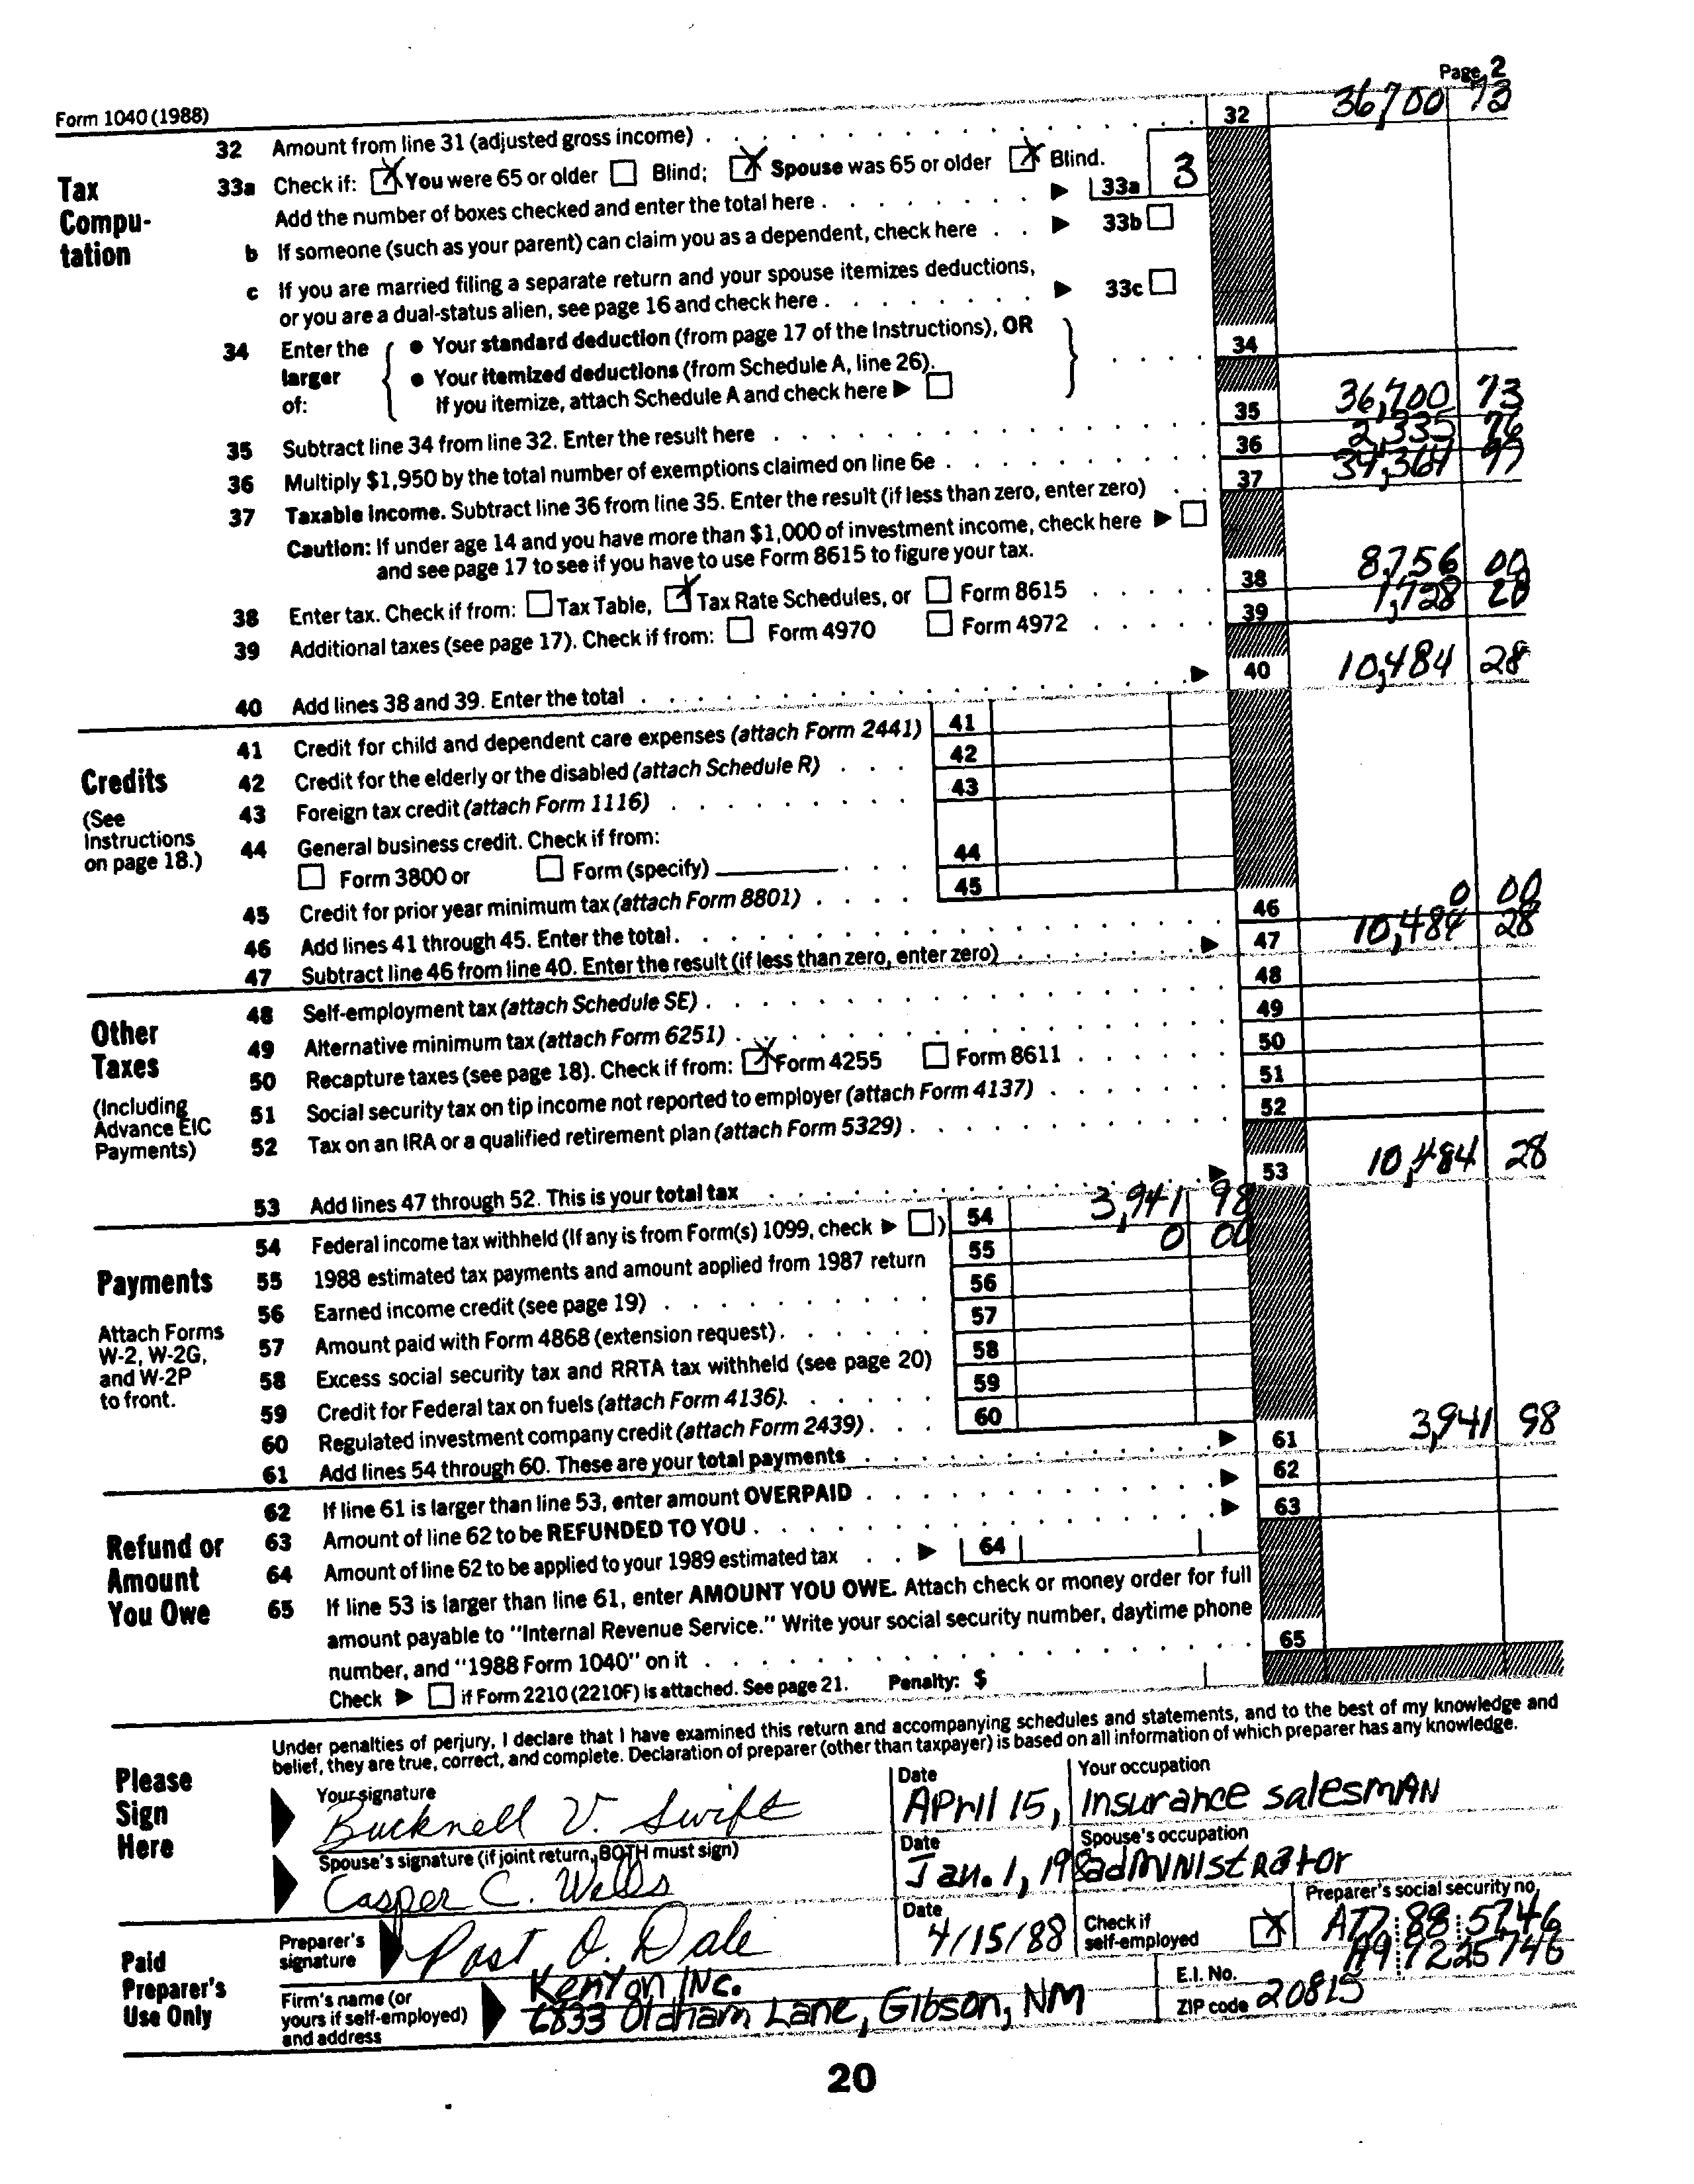 Form 1040 (1988)
Page 2
Tax Compu-tation
32 Amount from line 31 (adjusted gross income) . . . 32 36,700 73
33a Check if: ☒ You were 65 or older ☐ Blind; ☒ Spouse was 65 or older ☒ Blind.
Add the number of boxes checked and enter the total here . . . ▶ 33a 3
b If someone (such as your parent) can claim you as a dependent, check here . . ▶ 33b ☐
c If you are married filing a separate return and your spouse itemizes deductions,
or you are a dual-status alien, see page 16 and check here . . . ▶ 33c ☐
34 Enter the larger of: { • Your standard deduction (from page 17 of the Instructions), OR
• Your itemized deductions (from Schedule A, line 26).
If you itemize, attach Schedule A and check here ▶ ☐ } . . . . 34
35 Subtract line 34 from line 32. Enter the result here . . . 35 36,700 73
36 Multiply $1,950 by the total number of exemptions claimed on line 6e . . . 36 2,335 76
37 Taxable income. Subtract line 36 from line 35. Enter the result (if less than zero, enter zero) . . 37 34,364 97
Caution: If under age 14 and you have more than $1,000 of investment income, check here ▶ ☐
and see page 17 to see if you have to use Form 8615 to figure your tax.
38 Enter tax. Check if from: ☐ Tax Table, ☒ Tax Rate Schedules, or ☐ Form 8615 . . . . . 38 8756 00
39 Additional taxes (see page 17). Check if from: ☐ Form 4970 ☐ Form 4972 . . . . . 39 1,728 28
40 Add lines 38 and 39. Enter the total . . . ▶ 40 10,484 28
Credits
(See Instructions on page 18.)
41 Credit for child and dependent care expenses (attach Form 2441) 41
42 Credit for the elderly or the disabled (attach Schedule R) . . . 42
43 Foreign tax credit (attach Form 1116) . . . 43
44 General business credit. Check if from:
☐ Form 3800 or ☐ Form (specify) . . . 44
45 Credit for prior year minimum tax (attach Form 8801) . . . . 45
46 Add lines 41 through 45. Enter the total . . . 46 0 00
47 Subtract line 46 from line 40. Enter the result (if less than zero, enter zero) . . . ▶ 47 10,484 28
Other Taxes
(Including Advance EIC Payments)
48 Self-employment tax (attach Schedule SE) . . . 48
49 Alternative minimum tax (attach Form 6251) . . . 49
50 Recapture taxes (see page 18). Check if from: ☒ Form 4255 ☐ Form 8611 . . . 50
51 Social security tax on tip income not reported to employer (attach Form 4137) . . . 51
52 Tax on an IRA or a qualified retirement plan (attach Form 5329) . . . 52
53 Add lines 47 through 52. This is your total tax . . . ▶ 53 10,484 28
Payments
Attach Forms W-2, W-2G, and W-2P to front.
54 Federal income tax withheld (If any is from Form(s) 1099, check ▶ ☐) 54 3,941 98
55 1988 estimated tax payments and amount applied from 1987 return 55 0 00
56 Earned income credit (see page 19) . . . 56
57 Amount paid with Form 4868 (extension request) . . . 57
58 Excess social security tax and RRTA tax withheld (see page 20) 58
59 Credit for Federal tax on fuels (attach Form 4136). . . . 59
60 Regulated investment company credit (attach Form 2439) . . . 60
61 Add lines 54 through 60. These are your total payments . . . ▶ 61 3,941 98
Refund or Amount You Owe
62 If line 61 is larger than line 53, enter amount OVERPAID . . . ▶ 62
63 Amount of line 62 to be REFUNDED TO YOU . . . ▶ 63
64 Amount of line 62 to be applied to your 1989 estimated tax . . ▶ 64
65 If line 53 is larger than line 61, enter AMOUNT YOU OWE. Attach check or money order for full
amount payable to "Internal Revenue Service." Write your social security number, daytime phone
number, and "1988 Form 1040" on it . . . 65
Check ▶ ☐ if Form 2210 (2210F) is attached. See page 21. Penalty: $
Please Sign Here
Under penalties of perjury, I declare that I have examined this return and accompanying schedules and statements, and to the best of my knowledge and
belief, they are true, correct, and complete. Declaration of preparer (other than taxpayer) is based on all information of which preparer has any knowledge.
Your signature Bucknell V. Swift
Date April 15,
Your occupation Insurance salesman
Spouse's signature (if joint return, BOTH must sign) Casper C. Wells
Date Jan. 1, 198
Spouse's occupation administrator
Paid Preparer's Use Only
Preparer's signature Post O. Dale
Date 4/15/88
Check if self-employed ☒
Preparer's social security no. AT7 88 5746
Firm's name (or yours if self-employed) and address Kenyon Inc.
6833 Oldham Lane, Gibson, NM
E.I. No. A9 9225746
ZIP code 20815
20